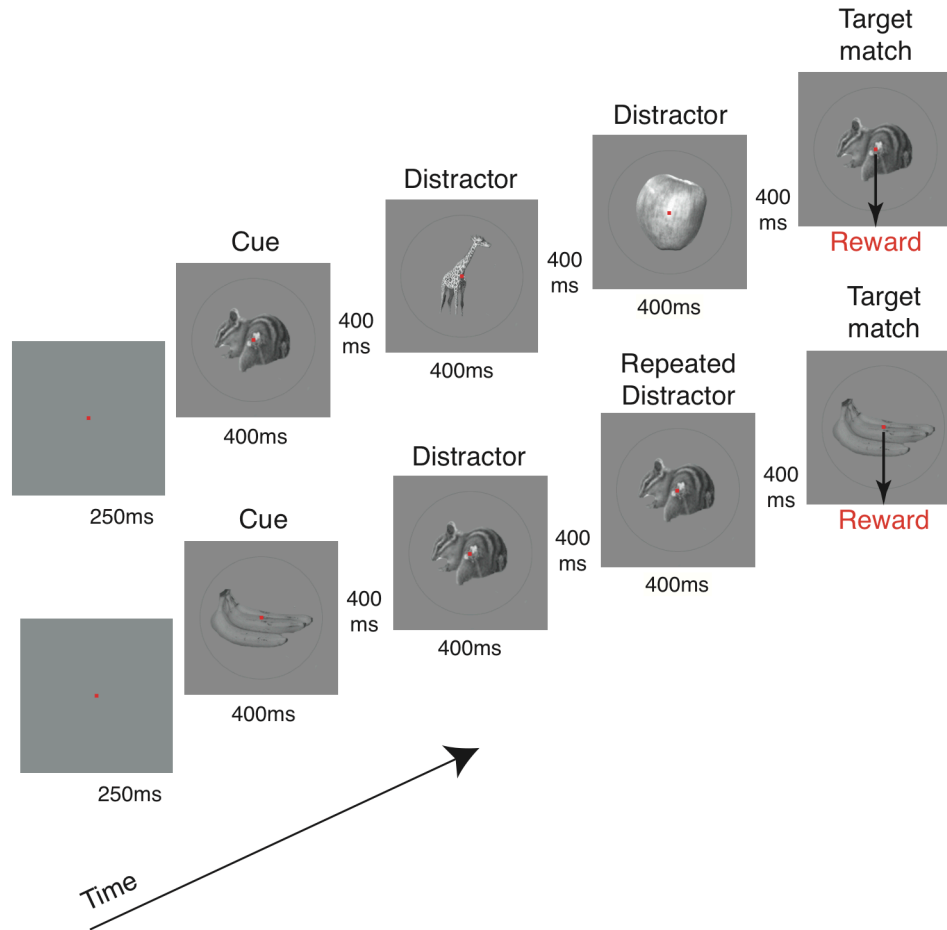 Target
match
Distractor
Distractor
Cue
400
ms
Reward
400
ms
400
ms
400ms
400ms
400ms
250ms
Target
match
Repeated
Distractor
Distractor
Cue
400
ms
Reward
400
ms
400
ms
400ms
400ms
400ms
250ms
Time